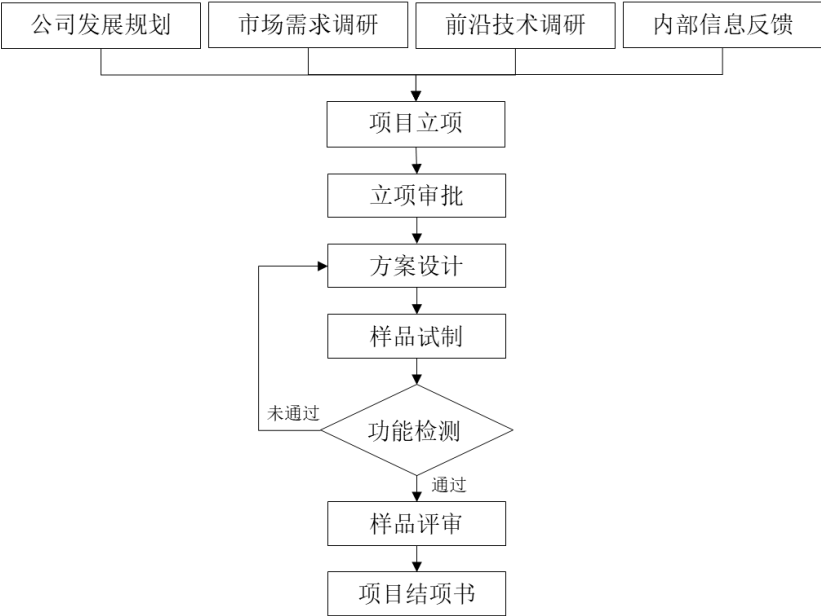 公司发展规划
市场需求调研
前沿技术调研
内部信息反馈
项目立项
立项审批
方案设计
样品试制
未通过
功能检测
通过
样品评审
项目结项书